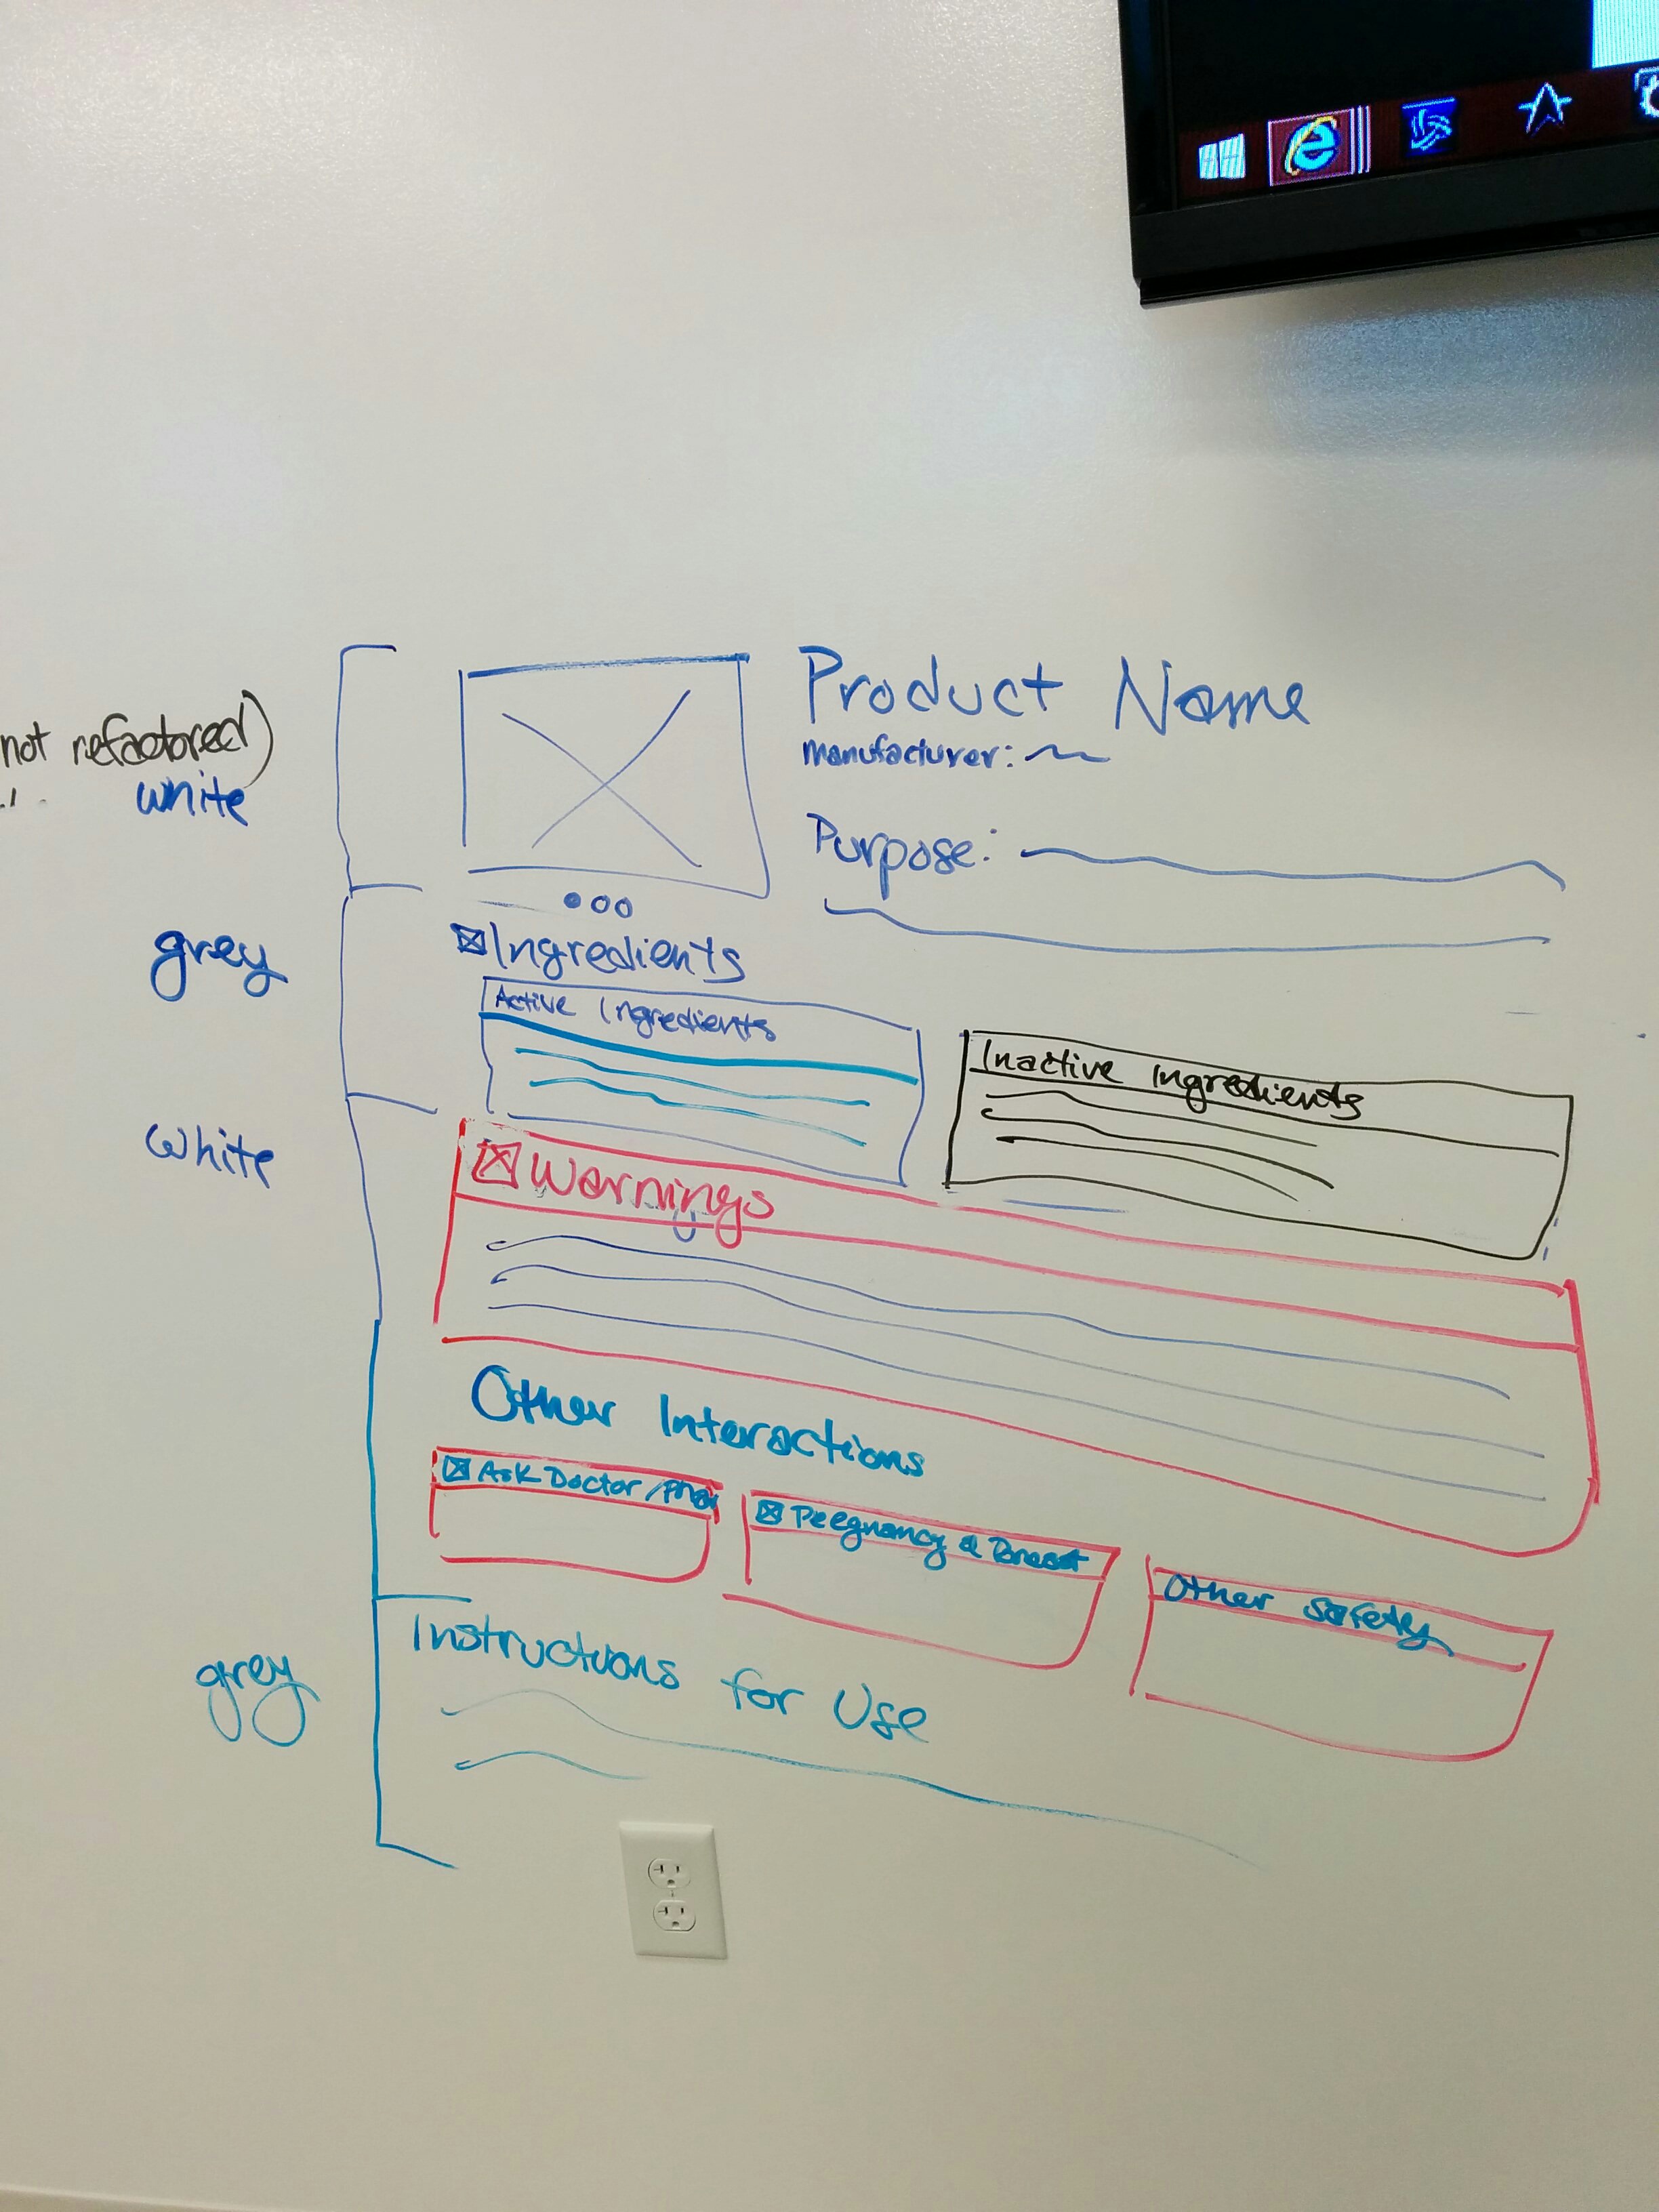 Product Name
not refactored)
manufacturer:
white
Purpose:
grey
Ingredients
Active Ingredients
Inactive Ingredients
White
Warnings
Other Interactions
Ask Doctor/Phar
Pregnancy & Breast
Other Safety
Instructions for Use
grey